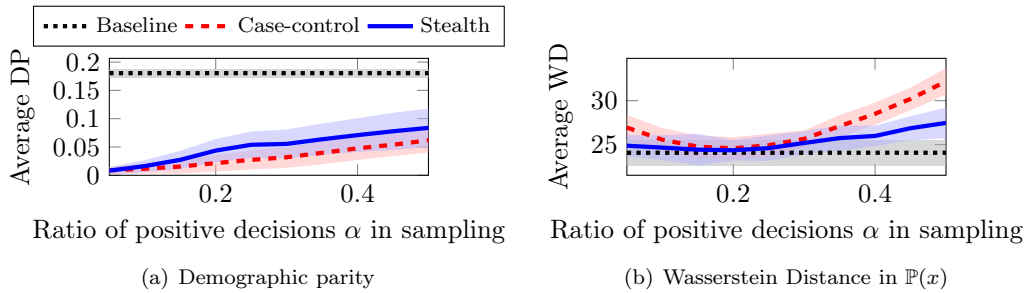 Baseline Case-control Stealth
Average DP
0.2
0.15
0.1
0.05
0
0.2 0.4
Ratio of positive decisions α in sampling
(a) Demographic parity
Average WD
30
25
0.2 0.4
Ratio of positive decisions α in sampling
(b) Wasserstein Distance in ℙ(x)